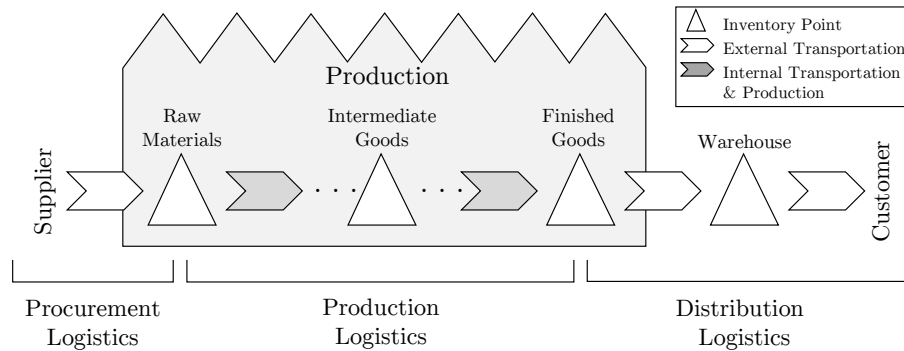 Inventory Point
External Transportation
Internal Transportation
& Production
Production
Raw
Materials
Intermediate
Goods
Finished
Goods
Warehouse
Supplier
. . .
. . .
Customer
Procurement
Logistics
Production
Logistics
Distribution
Logistics